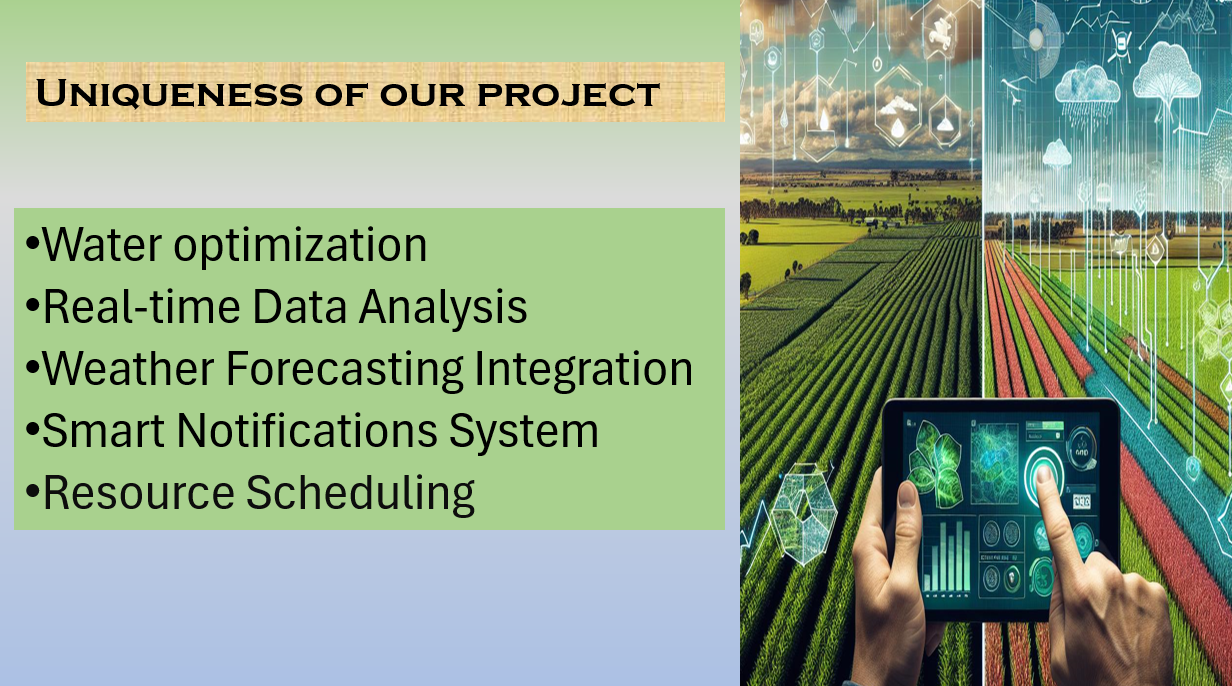 Uniqueness of our project
•Water optimization
•Real-time Data Analysis
•Weather Forecasting Integration
•Smart Notifications System
•Resource Scheduling